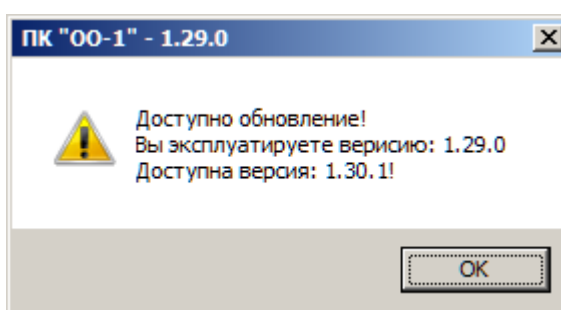 ПК "ОО-1" - 1.29.0
Доступно обновление!
Вы эксплуатируете верисию: 1.29.0
Доступна версия: 1.30.1!
ОК